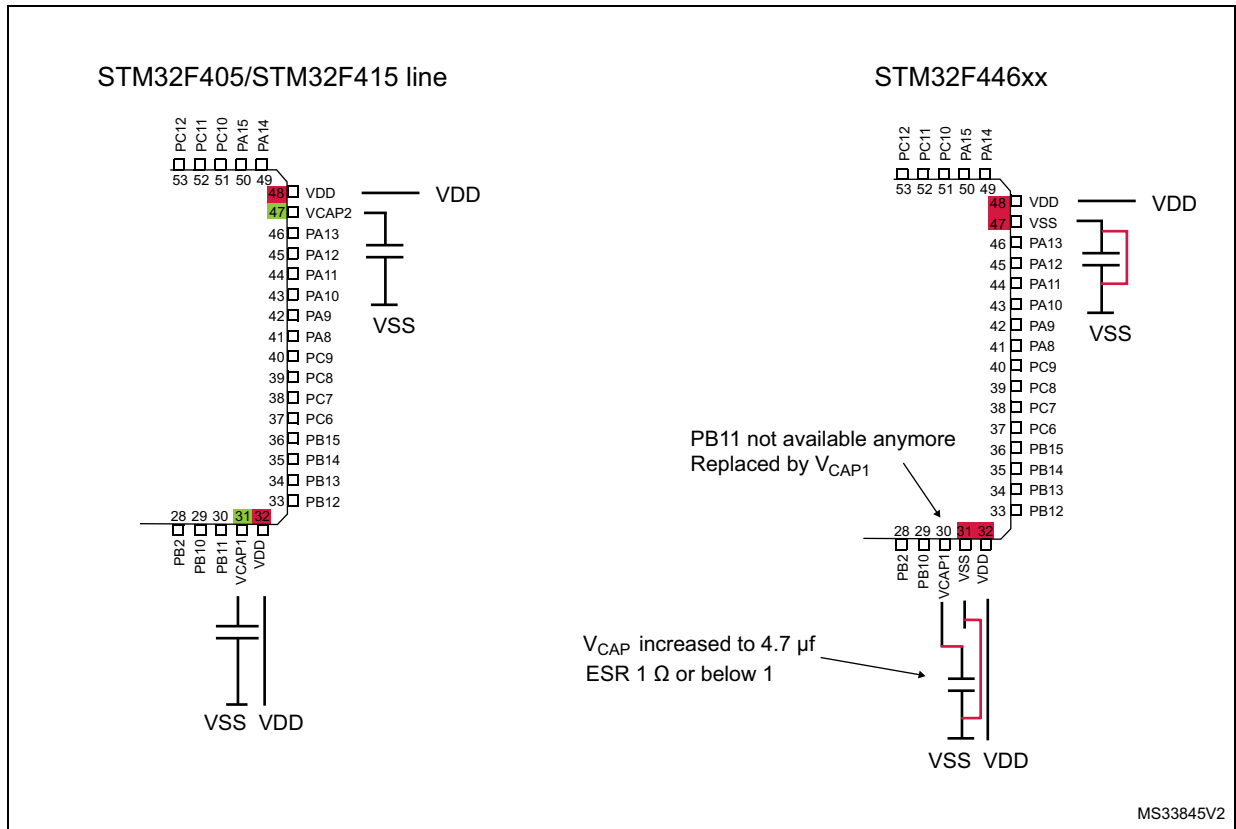 STM32F405/STM32F415 line
PC12
PC11
PC10
PA15
PA14
53 52 51 50 49
48 VDD
VDD
47 VCAP2
46 PA13
45 PA12
44 PA11
43 PA10
42 PA9
41 PA8
40 PC9
39 PC8
38 PC7
37 PC6
36 PB15
35 PB14
34 PB13
33 PB12
VSS
28 29 30 31 32
PB2
PB10
PB11
VCAP1
VDD
VSS VDD
STM32F446xx
PC12
PC11
PC10
PA15
PA14
53 52 51 50 49
48 VDD
VDD
47 VSS
46 PA13
45 PA12
44 PA11
43 PA10
42 PA9
41 PA8
40 PC9
39 PC8
38 PC7
37 PC6
36 PB15
35 PB14
34 PB13
33 PB12
VSS
PB11 not available anymore
Replaced by VCAP1
28 29 30 31 32
PB2
PB10
VCAP1
VSS
VDD
VCAP increased to 4.7 µf
ESR 1 Ω or below 1
VSS VDD
MS33845V2